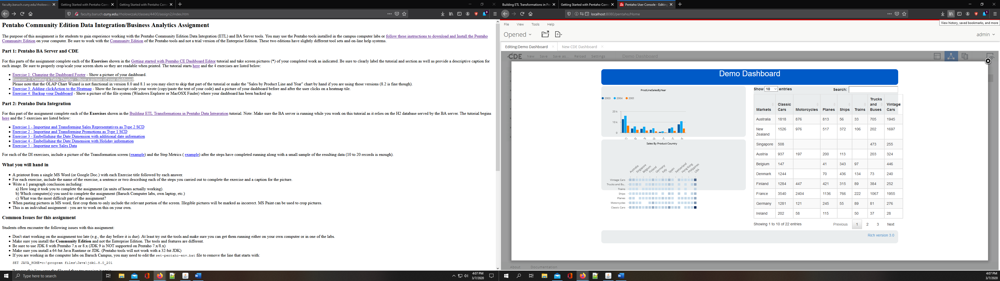 faculty.baruch.cuny.edu/rholowcza
Getting Started with Pentaho Com
Getting Started with Pentaho Com
faculty.baruch.cuny.edu/rholowczak/classes/4400/assign2/index.htm
Pentaho Community Edition Data Integration/Business Analytics Assignment
The purpose of this assignment is for students to gain experience working with the Pentaho Community Edition Data Integration (ETL) and BA Server tools. You may use the Pentaho tools installed in the campus computer labs or follow these instructions to download and Install the Pentaho
Community Edition on your computer. Be sure to work with the Community Edition of the Pentaho tools and not a trial version of the Enterprise Edition. These two editions have slightly different tool sets and on-line help systems.
Part 1: Pentaho BA Server and CDE
For this parts of the assignment complete each of the Exercises shown in the Getting started with Pentaho CE Dashboard Editor tutorial and take screen pictures (*) of your completed work as indicated. Be sure to clearly label the tutorial and section as well as provide a descriptive caption for
each image. Be sure to properly crop/scale your screen shots so they are readable when printed. The tutorial starts here and the 4 exercises are listed below:
Exercise 1: Changing the Dashboard Footer - Show a picture of your dashboard.
Exercise 2: Creating a Table Display - Show a picture of your dashboard.
Please note that the OLAP Chart Wizard is not functional in version 8.0 and 8.1 so you may elect to skip that part of the tutorial or make the "Sales by Product Line and Year" chart by hand if you are using those versions (8.2 is fine though).
Exercise 3: Adding clickAction to the Heatmap - Show the Javascript code your wrote (copy/paste the text of your code) and a picture of your dashboard before and after the user clicks on a heatmap tile.
Exercise 4: Backup your Dashboard - Show a picture of the file system (Windows Explorer or MacOSX Finder) where your dashboard has been backed up.
Part 2: Pentaho Data Integration
For this part of the assignment complete each of the Exercises shown in the Building ETL Transformations in Pentaho Data Integration tutorial. Note: Make sure the BA server is running while you work on this tutorial as it relies on the H2 database served by the BA server. The tutorial begins
here and the 5 exercises are listed below:
Exercise 1 - Importing and Transforming Sales Representatives as Type 2 SCD
Exercise 2 - Importing and Transforming Promotions as Type 1 SCD
Exercise 3 - Embellishing the Date Dimension with additional date information
Exercise 4 - Embellishing the Date Dimension with Holiday information
Exercise 5 - Importing new Sales Data
For each of the DI exercises, include a picture of the Transformation screen (example) and the Step Metrics ( example) after the steps have completed running along with a small sample of the resulting data (10 to 20 records is enough).
What you will hand in
A printout from a single MS Word (or Google Doc.) with each Exercise title followed by each answer.
For each exercise, include the name of the exercise, a sentence or two describing each of the steps you carried out to complete the exercise and a caption for the picture.
Write a 1 paragraph conclusion including:
a) How long it took you to complete the assignment (in units of hours actually working).
b) Which computer(s) you used to complete the assignment (Baruch Computer labs, own laptop, etc.)
c) What was the most difficult part of the assignment?
When pasting pictures in MS word, first crop them to only include the relevant portion of the screen. Illegible pictures will be marked as incorrect. MS Paint can be used to crop pictures.
This is an individual assignment - you are to work on this on your own.
Common Issues for this assignment
Students often encounter the following issues with this assignment:
Don't start working on the assignment too late (e.g., the day before it is due). At least try out the tools and make sure you can get them running either on your own computer or in one of the labs.
Make sure you install the Community Edition and not the Enterprise Edition. The tools and features are different.
Be sure to use JDK 8 with Pentaho 7.x or 8.x (JDK 9 is NOT supported on Pentaho 7.x/8.x)
Make sure you install a 64-bit Java Runtime or JDK. (Pentaho tools will not work with a 32-bit JDK)
If you are working in the computer labs on Baruch Campus, you may need to edit the set-pentaho-env.bat file to remove the line that starts with:
SET JAVA_HOME=c:\program files\Java\jdk1.8.0_201
Type here to search
4:07 PM
3/7/2020
Building ETL Transformations in Pe
Getting Started with Pentaho Com
Pentaho User Console - Editing
localhost:8080/pentaho/Home
View history, saved bookmarks, and more
File View Tools Help
Opened
admin
Editing:Demo Dashboard
New CDE Dashboard
CDE New Save Save as... Reload Settings Demo Dashboard
Demo Dashboard
ProdLineSalesByYear
2003 2004 2005
20 k
10 k
0
Sales By Product Country
Australia Singapore Belgium Finland Germany Italy Spain Switzerland Hong Kong Philippines USA
Vintage Cars
Trucks and Bu..
Trains
Ships
Planes
Motorcycles
Classic Cars
Show 10 entries Search:
Markets Classic Cars Motorcycles Planes Ships Trains Trucks and Buses Vintage Cars
Australia 1818 876 813 56 33 705 1945
New Zealand 1526 976 517 372 106 202 1697
Singapore 508 473 255
Austria 937 197 200 113 203 324
Belgium 147 41 343 97 446
Denmark 1244 70 436 134 73 240
Finland 1284 447 421 315 89 384 252
France 3540 2404 1136 766 222 1067 1955
Germany 1281 121 245 55 89 81 276
Ireland 202 58 115 50 37 28
Showing 1 to 10 of 22 entries Previous 1 2 3 Next
Rich version 3.0
About Documentation
4:07 PM
3/7/2020